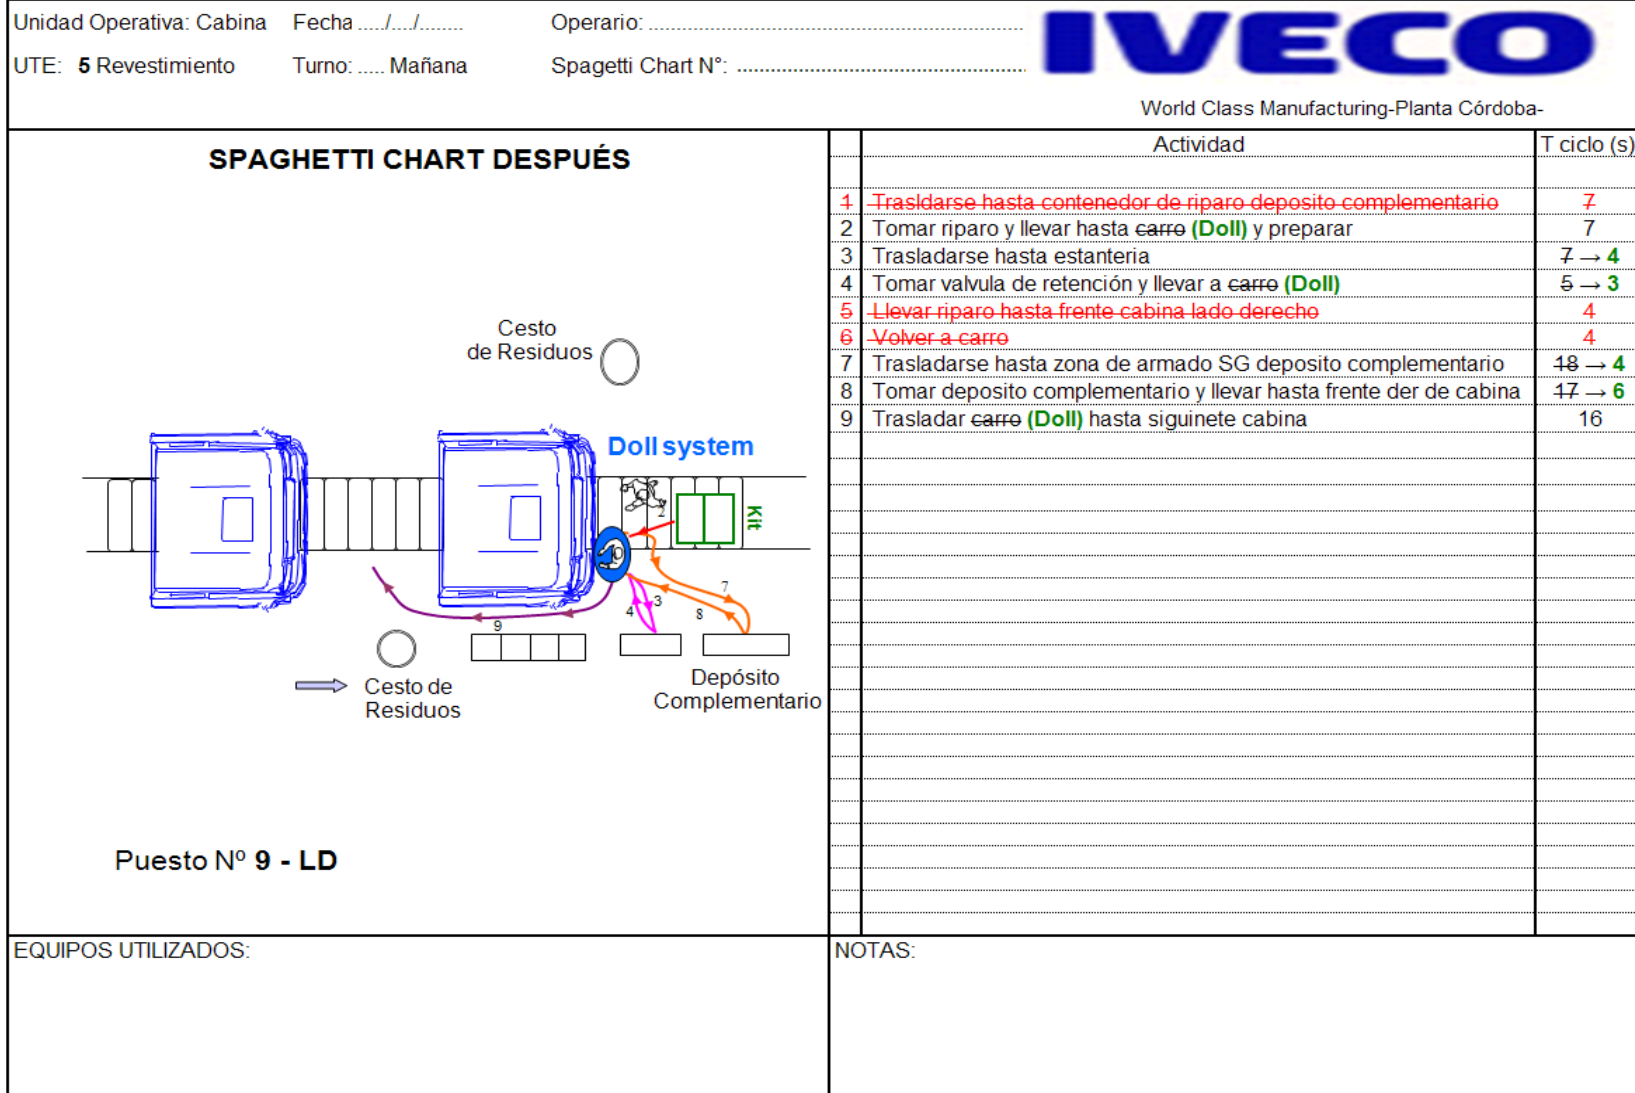 Unidad Operativa: Cabina Fecha ...../..../........ Operario: ....................................................................
UTE: 5 Revestimiento Turno: ..... Mañana Spagetti Chart N°: ....................................................
IVECO
World Class Manufacturing-Planta Córdoba-
SPAGHETTI CHART DESPUÉS
Cesto
de Residuos
Doll system
Kit
2
7
3
4
8
9
Cesto de
Residuos
Depósito
Complementario
Puesto Nº 9 - LD
Actividad T ciclo (s)
1 Trasldarse hasta contenedor de riparo deposito complementario 7
2 Tomar riparo y llevar hasta carro (Doll) y preparar 7
3 Trasladarse hasta estanteria 7 → 4
4 Tomar valvula de retención y llevar a carro (Doll) 5 → 3
5 Llevar riparo hasta frente cabina lado derecho 4
6 Volver a carro 4
7 Trasladarse hasta zona de armado SG deposito complementario 18 → 4
8 Tomar deposito complementario y llevar hasta frente der de cabina 17 → 6
9 Trasladar carro (Doll) hasta siguinete cabina 16
EQUIPOS UTILIZADOS:
NOTAS: